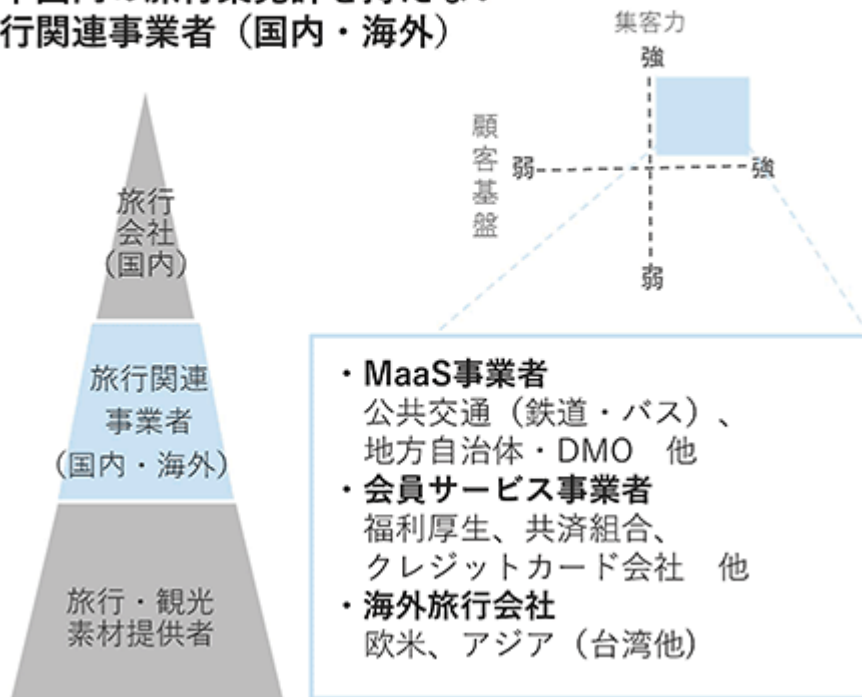 行関連事業者（国内・海外）
集客力
強
顧客基盤
弱
強
弱
旅行
会社
(国内)
旅行関連
事業者
(国内・海外)
旅行・観光
素材提供者
・MaaS事業者
公共交通（鉄道・バス）、
地方自治体・DMO　他
・会員サービス事業者
福利厚生、共済組合、
クレジットカード会社　他
・海外旅行会社
欧米、アジア（台湾他）